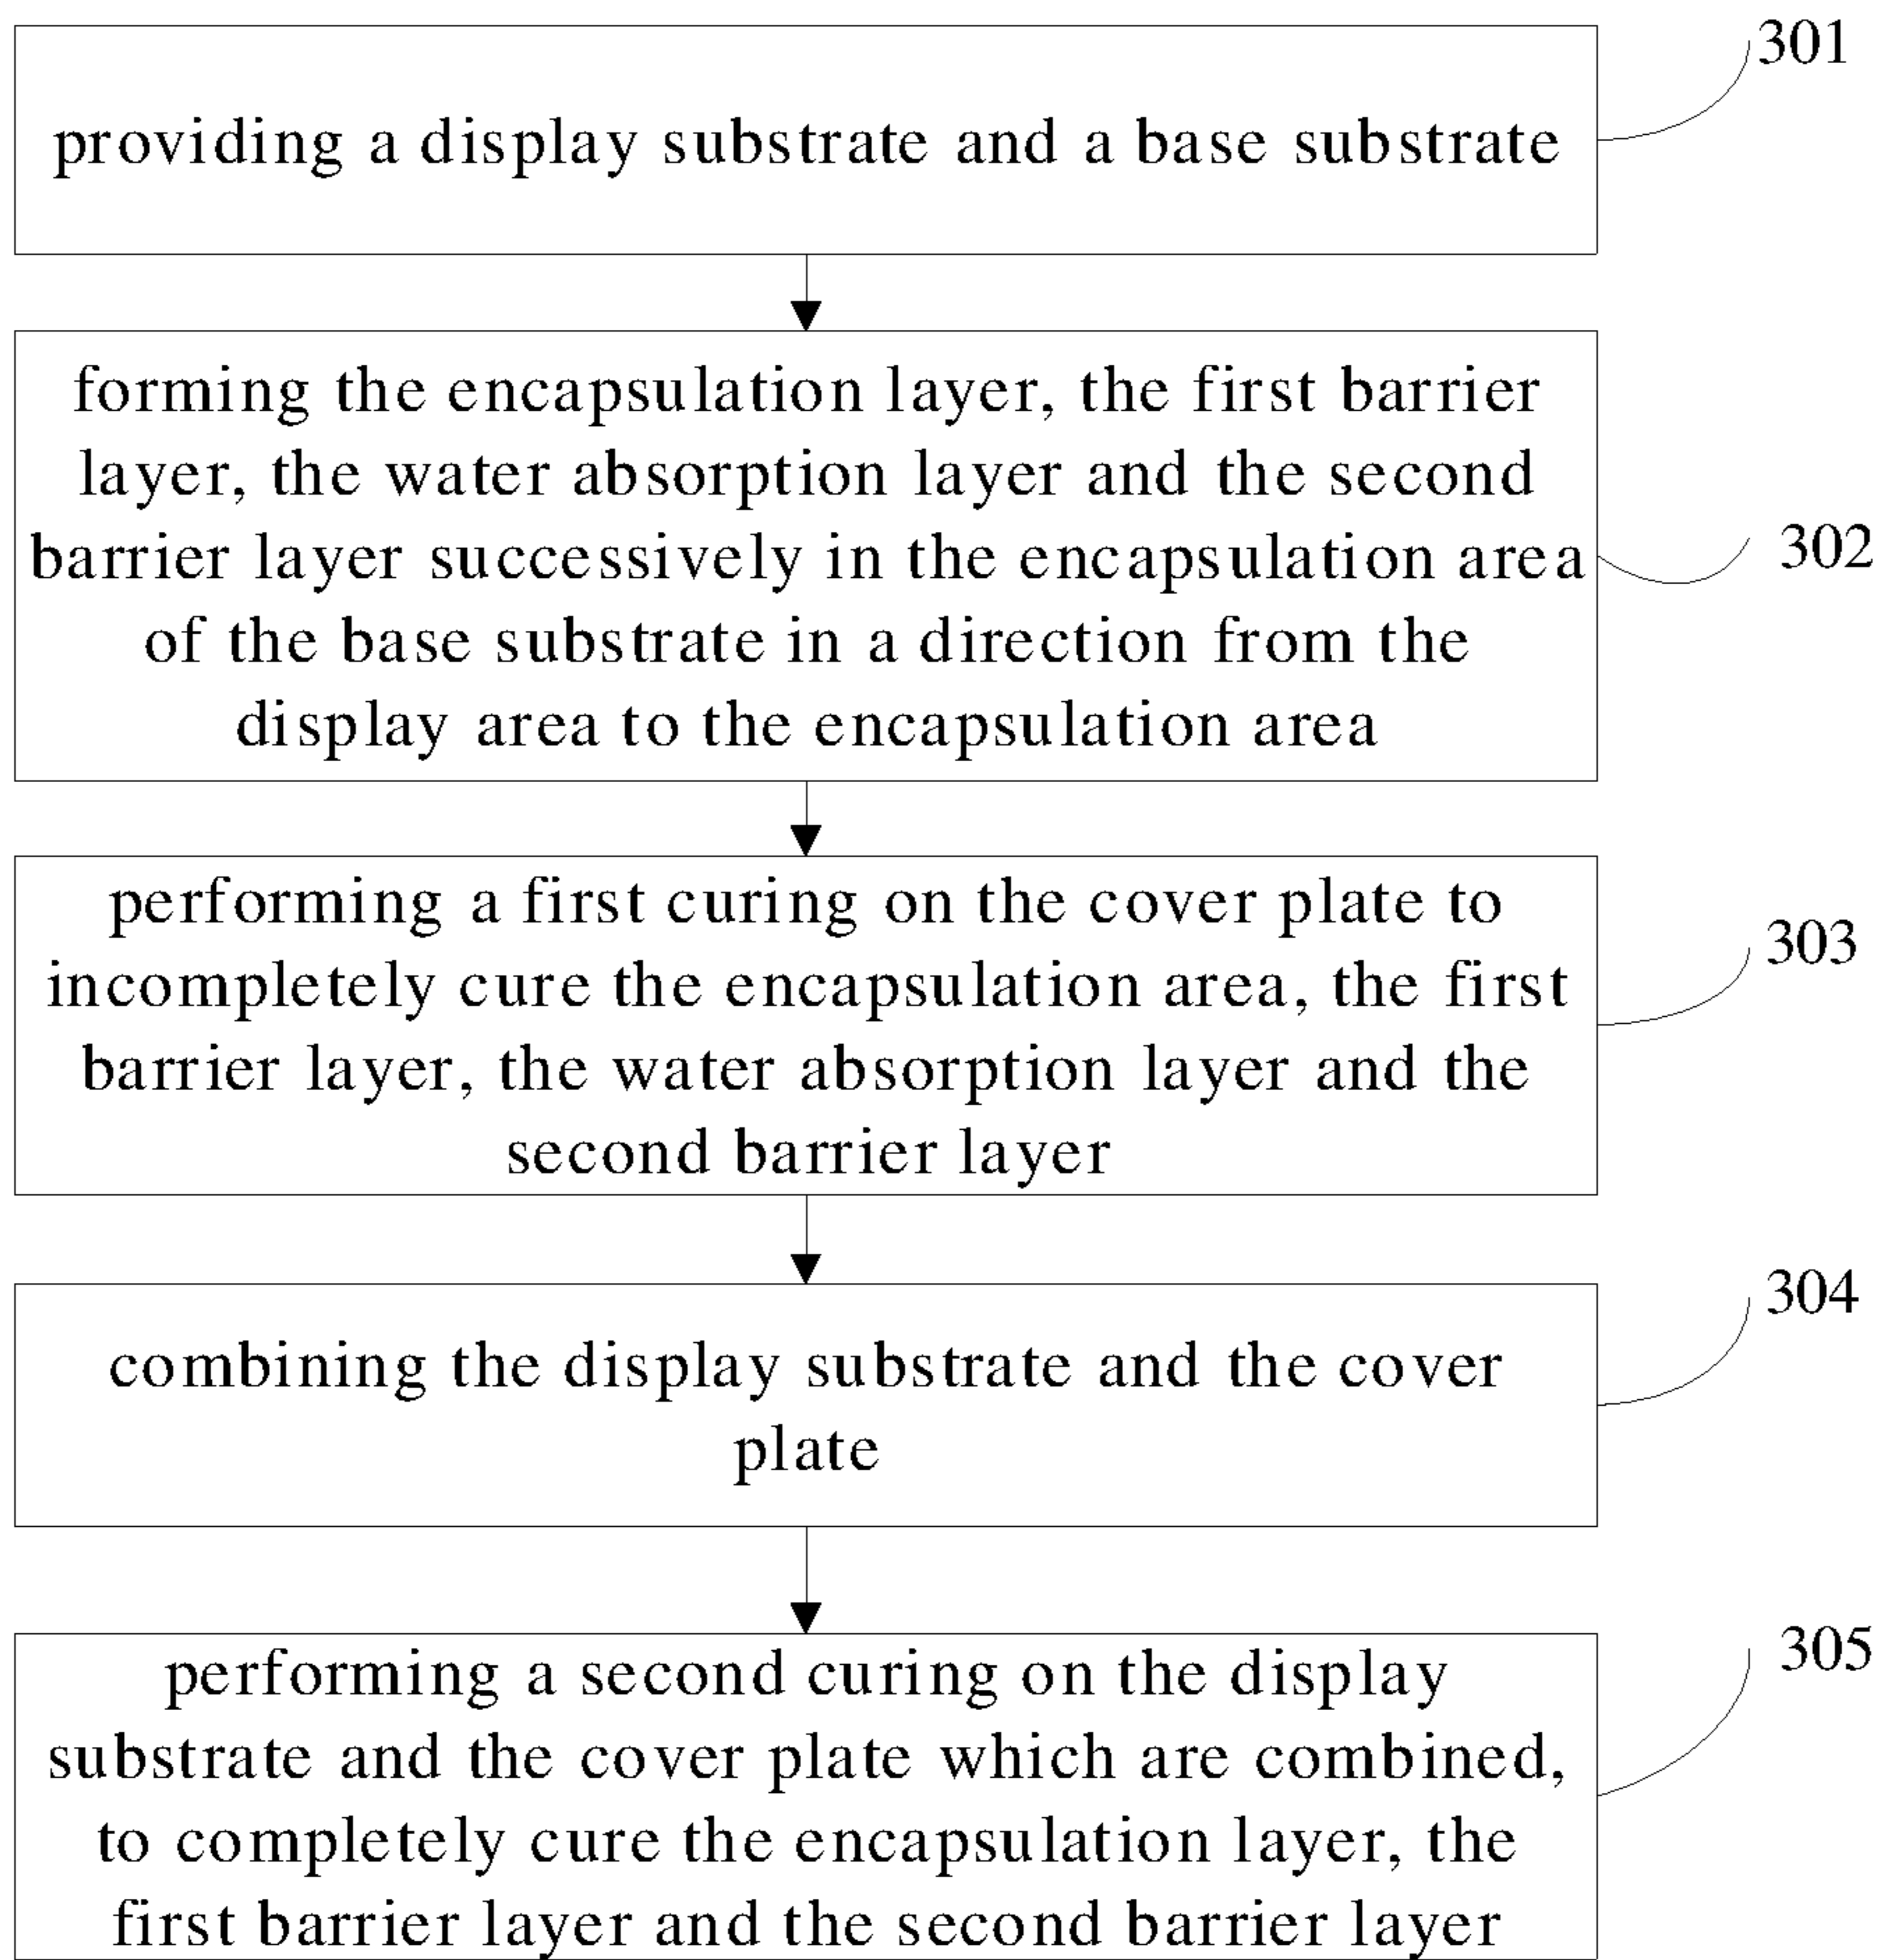 301
providing a display substrate and a base substrate
forming the encapsulation layer, the first barrier
layer, the water absorption layer and the second
barrier layer successively in the encapsulation area
of the base substrate in a direction from the
display area to the encapsulation area
302
performing a first curing on the cover plate to
incompletely cure the encapsulation area, the first
barrier layer, the water absorption layer and the
second barrier layer
303
304
combining the display substrate and the cover
plate
305
performing a second curing on the display
substrate and the cover plate which are combined,
to completely cure the encapsulation layer, the
first barrier layer and the second barrier layer